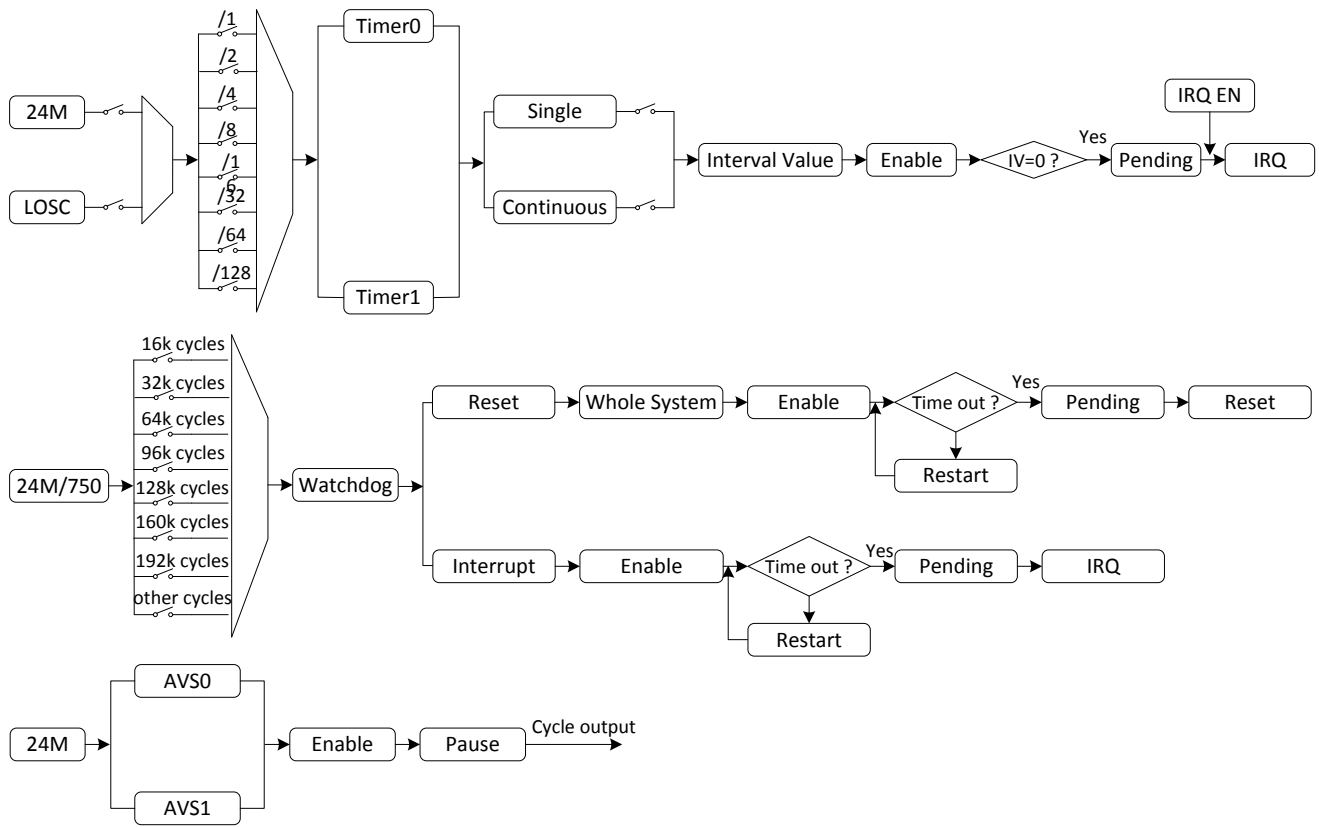 /1
Timer0
/2
24M
/4
Single
IRQ EN
/8
Yes
Interval Value
Enable
IV=0 ?
Pending
IRQ
/16
LOSC
/32
Continuous
/64
/128
Timer1
16k cycles
32k cycles
64k cycles
96k cycles
128k cycles
160k cycles
192k cycles
other cycles
24M/750
Watchdog
Reset
Whole System
Enable
Time out ?
Yes
Pending
Reset
Restart
Interrupt
Enable
Time out ?
Yes
Pending
IRQ
Restart
AVS0
24M
Enable
Pause
Cycle output
AVS1